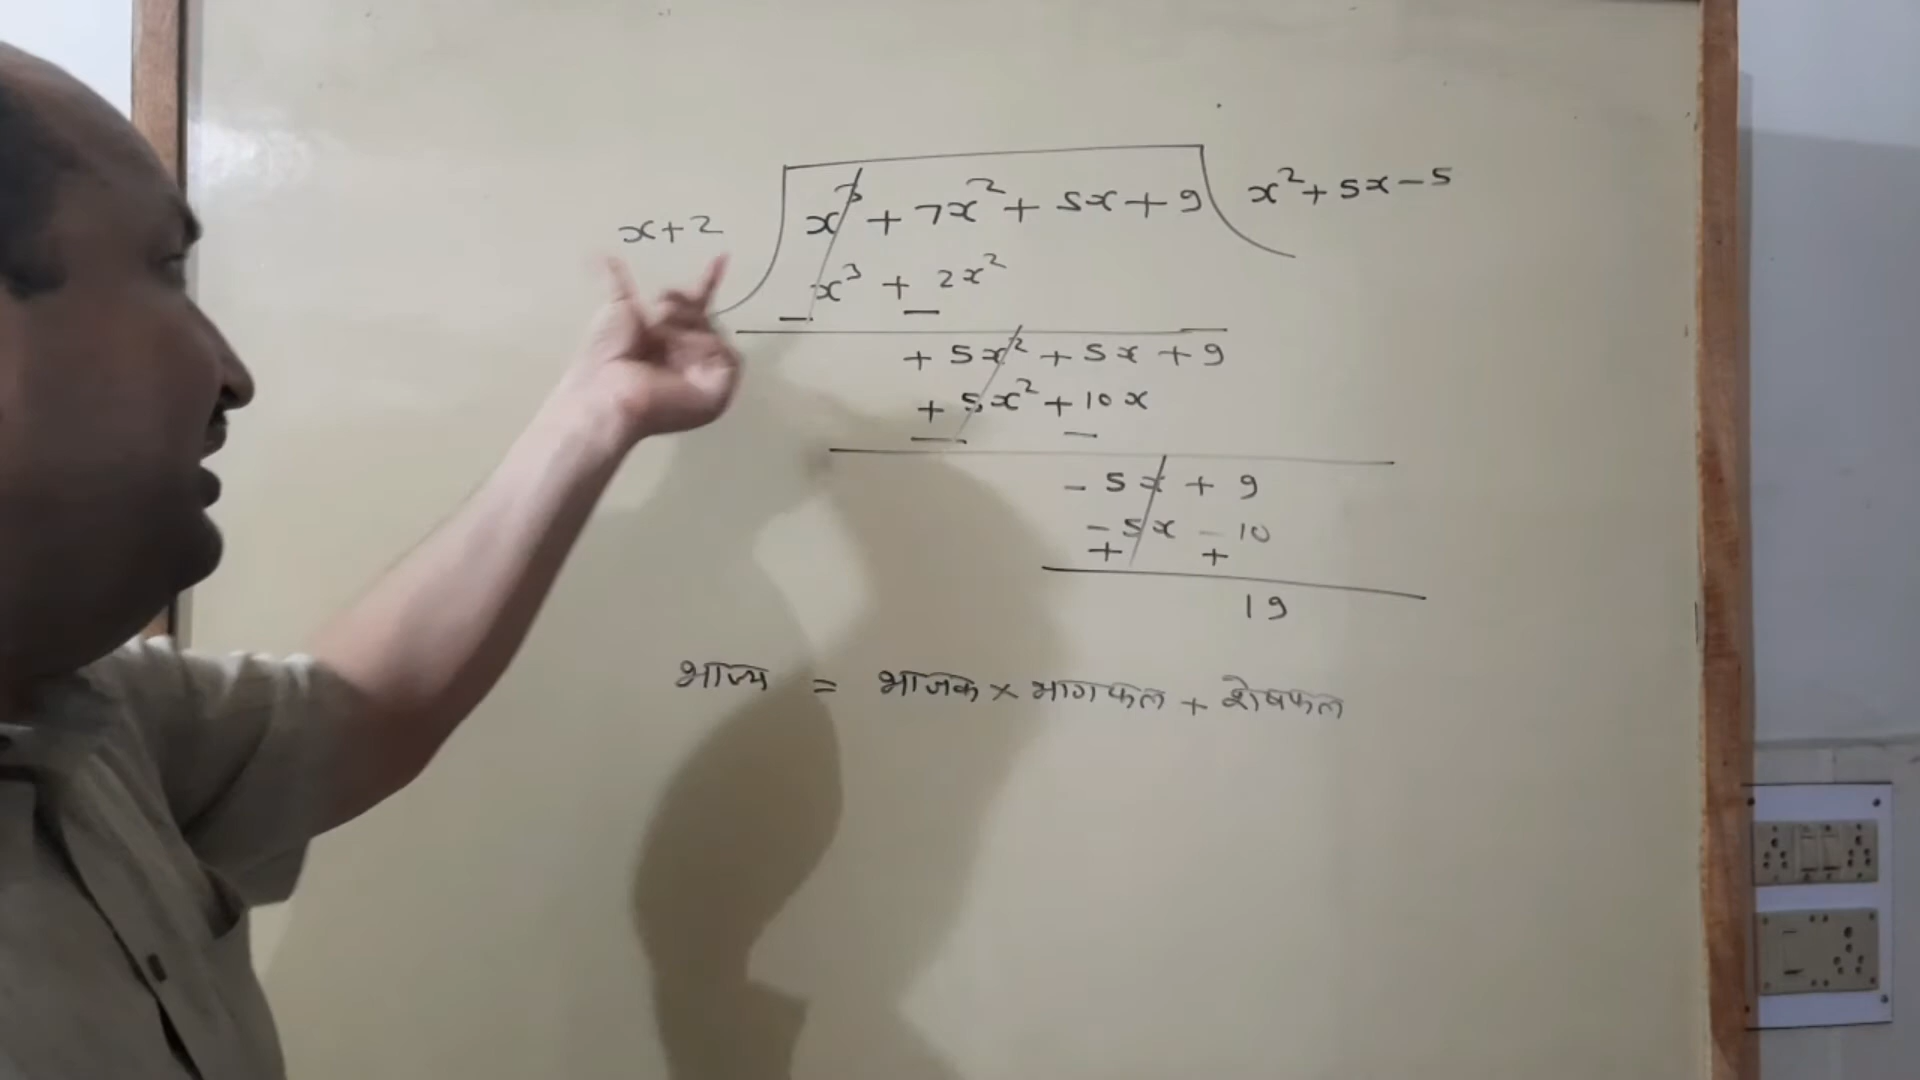 x+2 x³ + 7x² + 5x + 9 x² + 5x - 5
x³ + 2x²
- -
+ 5x² + 5x + 9
+ 5x² + 10x
- -
- 5x + 9
- 5x - 10
+ +
19
भाज्य = भाजक × भागफल + शेषफल